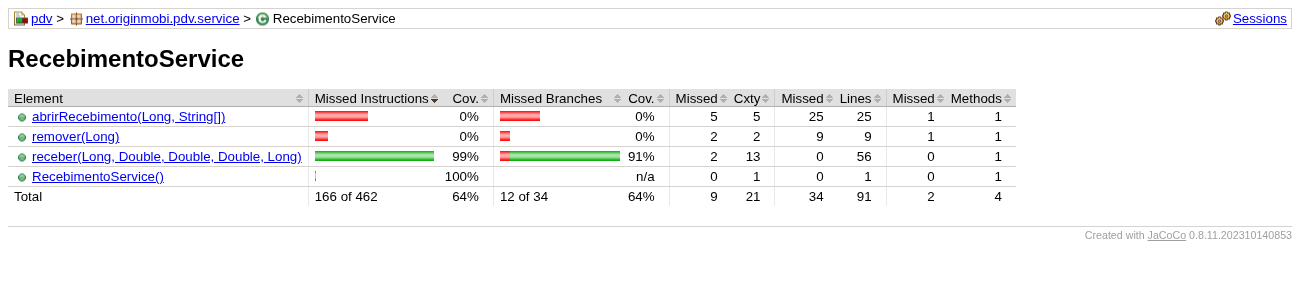 pdv > net.originmobi.pdv.service > RecebimentoService Sessions
RecebimentoService
Element Missed Instructions Cov. Missed Branches Cov. Missed Cxty Missed Lines Missed Methods
abrirRecebimento(Long, String[]) 0% 0% 5 5 25 25 1 1
remover(Long) 0% 0% 2 2 9 9 1 1
receber(Long, Double, Double, Double, Long) 99% 91% 2 13 0 56 0 1
RecebimentoService() 100% n/a 0 1 0 1 0 1
Total 166 of 462 64% 12 of 34 64% 9 21 34 91 2 4
Created with JaCoCo 0.8.11.202310140853